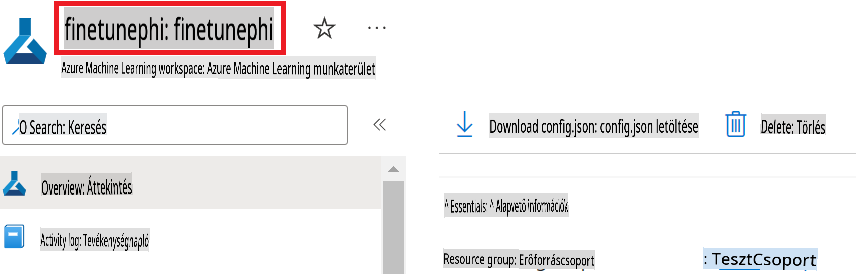 finetunephi: finetunephi
Azure Machine Learning workspace: Azure Machine Learning munkaterület
O Search: Keresés
Download config.json: config.json letöltése
Delete: Törlés
Overview: Áttekintés
Activity log: Tevékenységnapló
^ Essentials: ^ Alapvető információk
Resource group: Erőforráscsoport : TesztCsoport